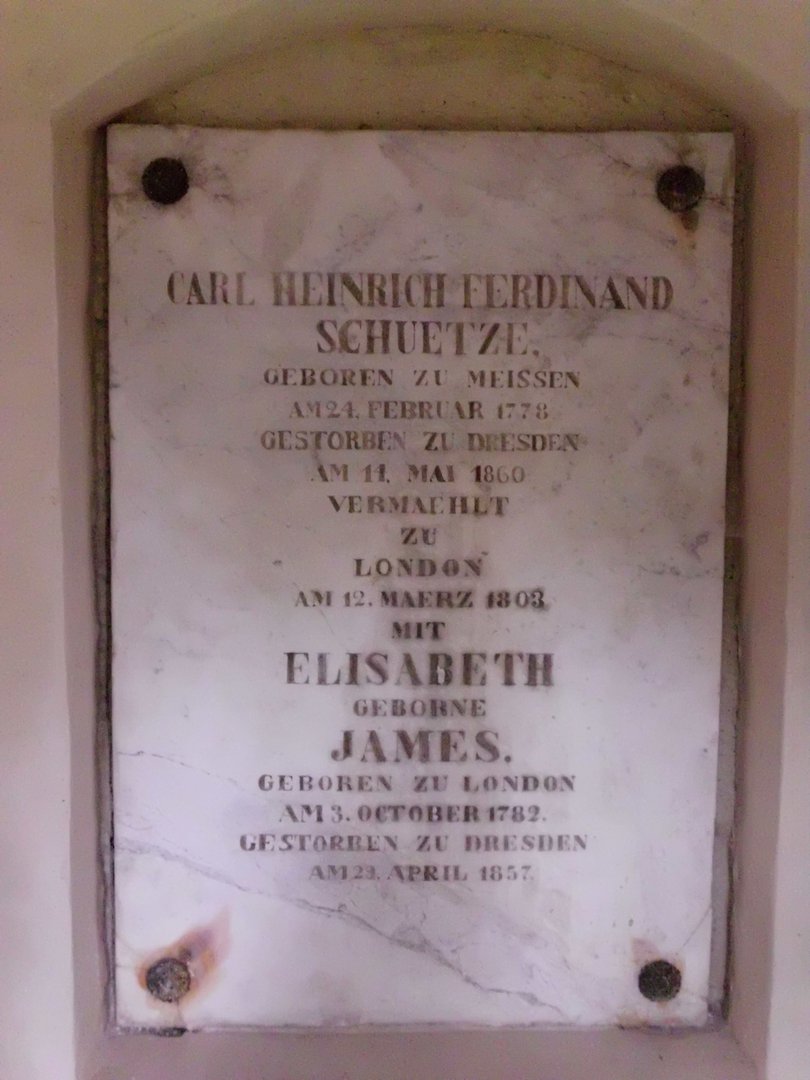 CARL HEINRICH FERDINAND
SCHUETZE.
GEBOREN ZU MEISSEN
AM 24. FEBRUAR 1778
GESTORBEN ZU DRESDEN
AM 11. MAI 1860
VERMAEHLT
ZU
LONDON
AM 12. MAERZ 1803
MIT
ELISABETH
GEBORNE
JAMES.
GEBOREN ZU LONDON
AM 3. OCTOBER 1782.
GESTORBEN ZU DRESDEN
AM APRIL 1857